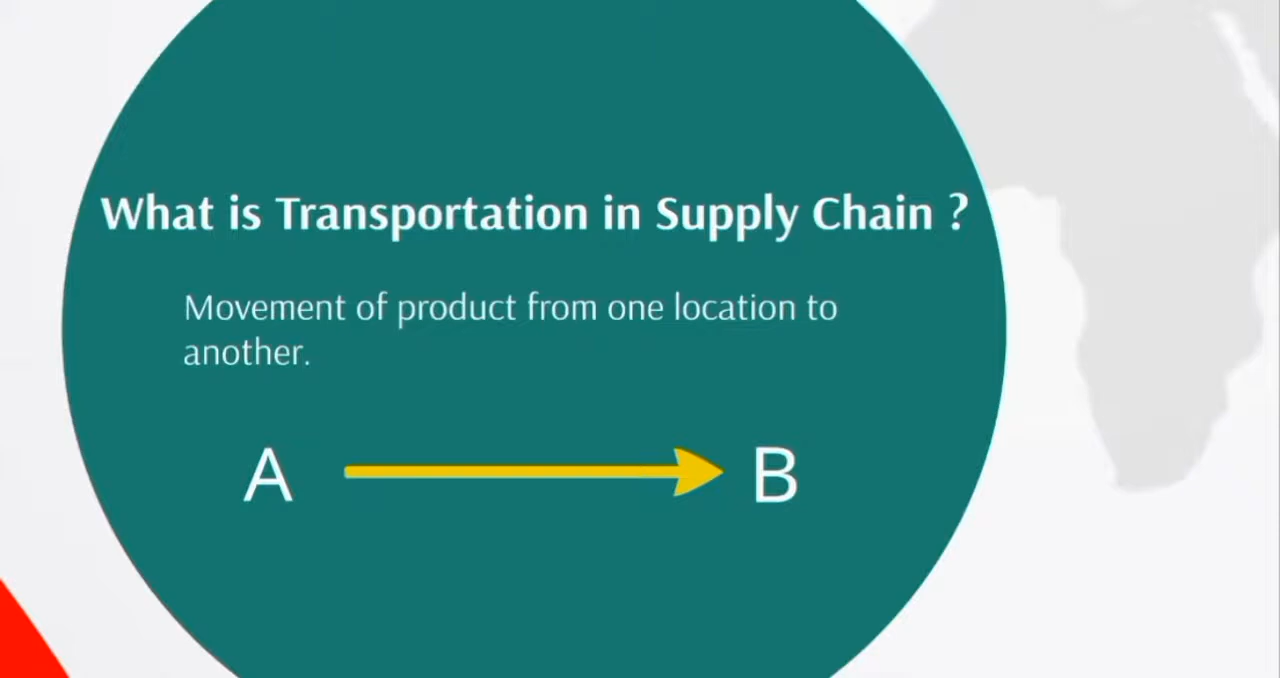 What is Transportation in Supply Chain ?
Movement of product from one location to
another.
A B